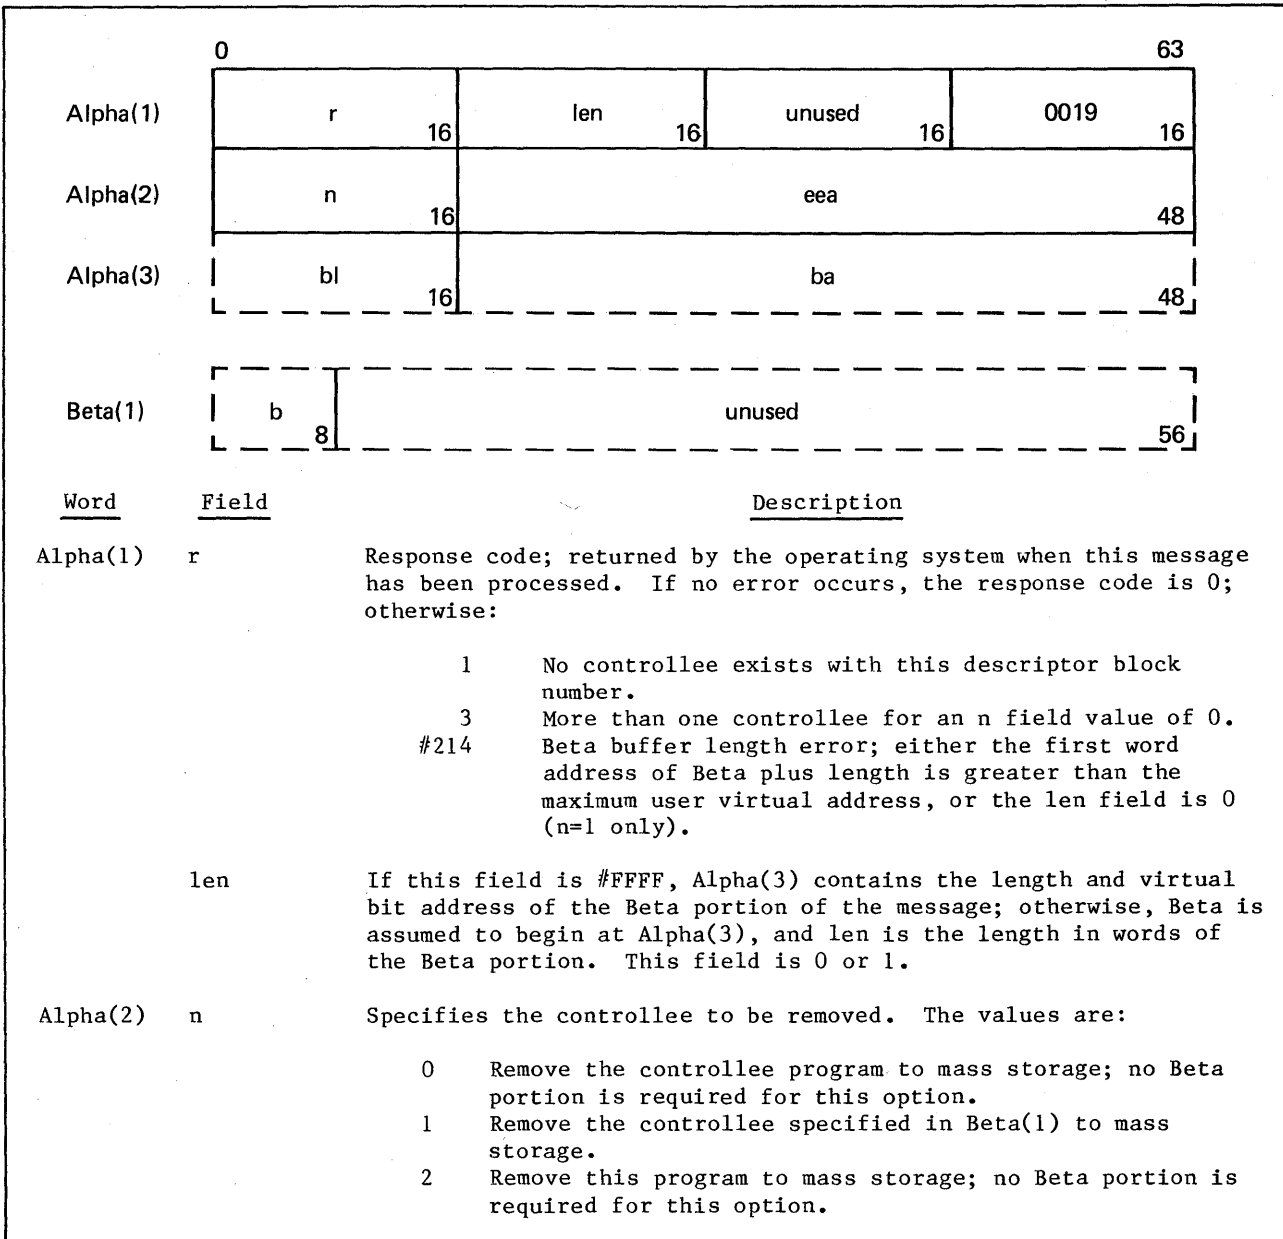 0 63
Alpha(1) r 16 len 16 unused 16 0019 16
Alpha(2) n 16 eea 48
Alpha(3) bl 16 ba 48
Beta(1) b 8 unused 56
Word Field Description
Alpha(1) r Response code; returned by the operating system when this message
has been processed. If no error occurs, the response code is 0;
otherwise:
1 No controllee exists with this descriptor block
number.
3 More than one controllee for an n field value of 0.
#214 Beta buffer length error; either the first word
address of Beta plus length is greater than the
maximum user virtual address, or the len field is 0
(n=1 only).
len If this field is #FFFF, Alpha(3) contains the length and virtual
bit address of the Beta portion of the message; otherwise, Beta is
assumed to begin at Alpha(3), and len is the length in words of
the Beta portion. This field is 0 or 1.
Alpha(2) n Specifies the controllee to be removed. The values are:
0 Remove the controllee program to mass storage; no Beta
portion is required for this option.
1 Remove the controllee specified in Beta(1) to mass
storage.
2 Remove this program to mass storage; no Beta portion is
required for this option.